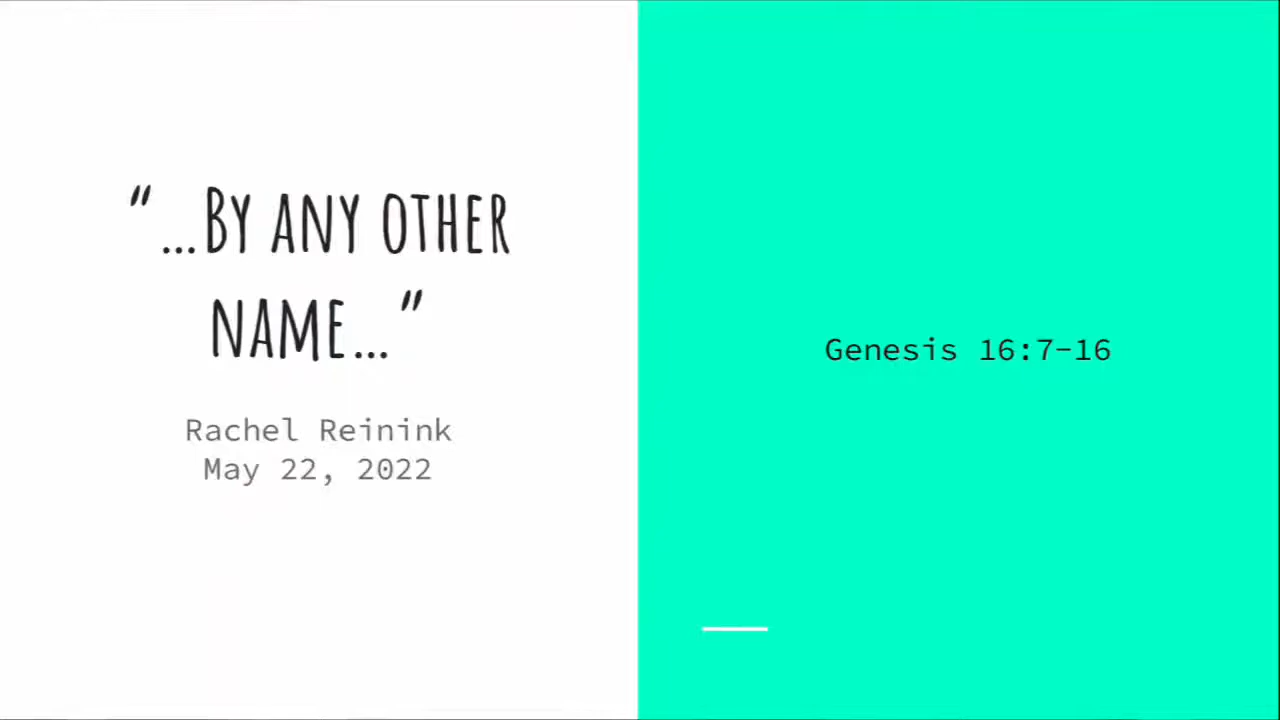 “…By any other
name…”
Rachel Reinink
May 22, 2022
Genesis 16:7-16